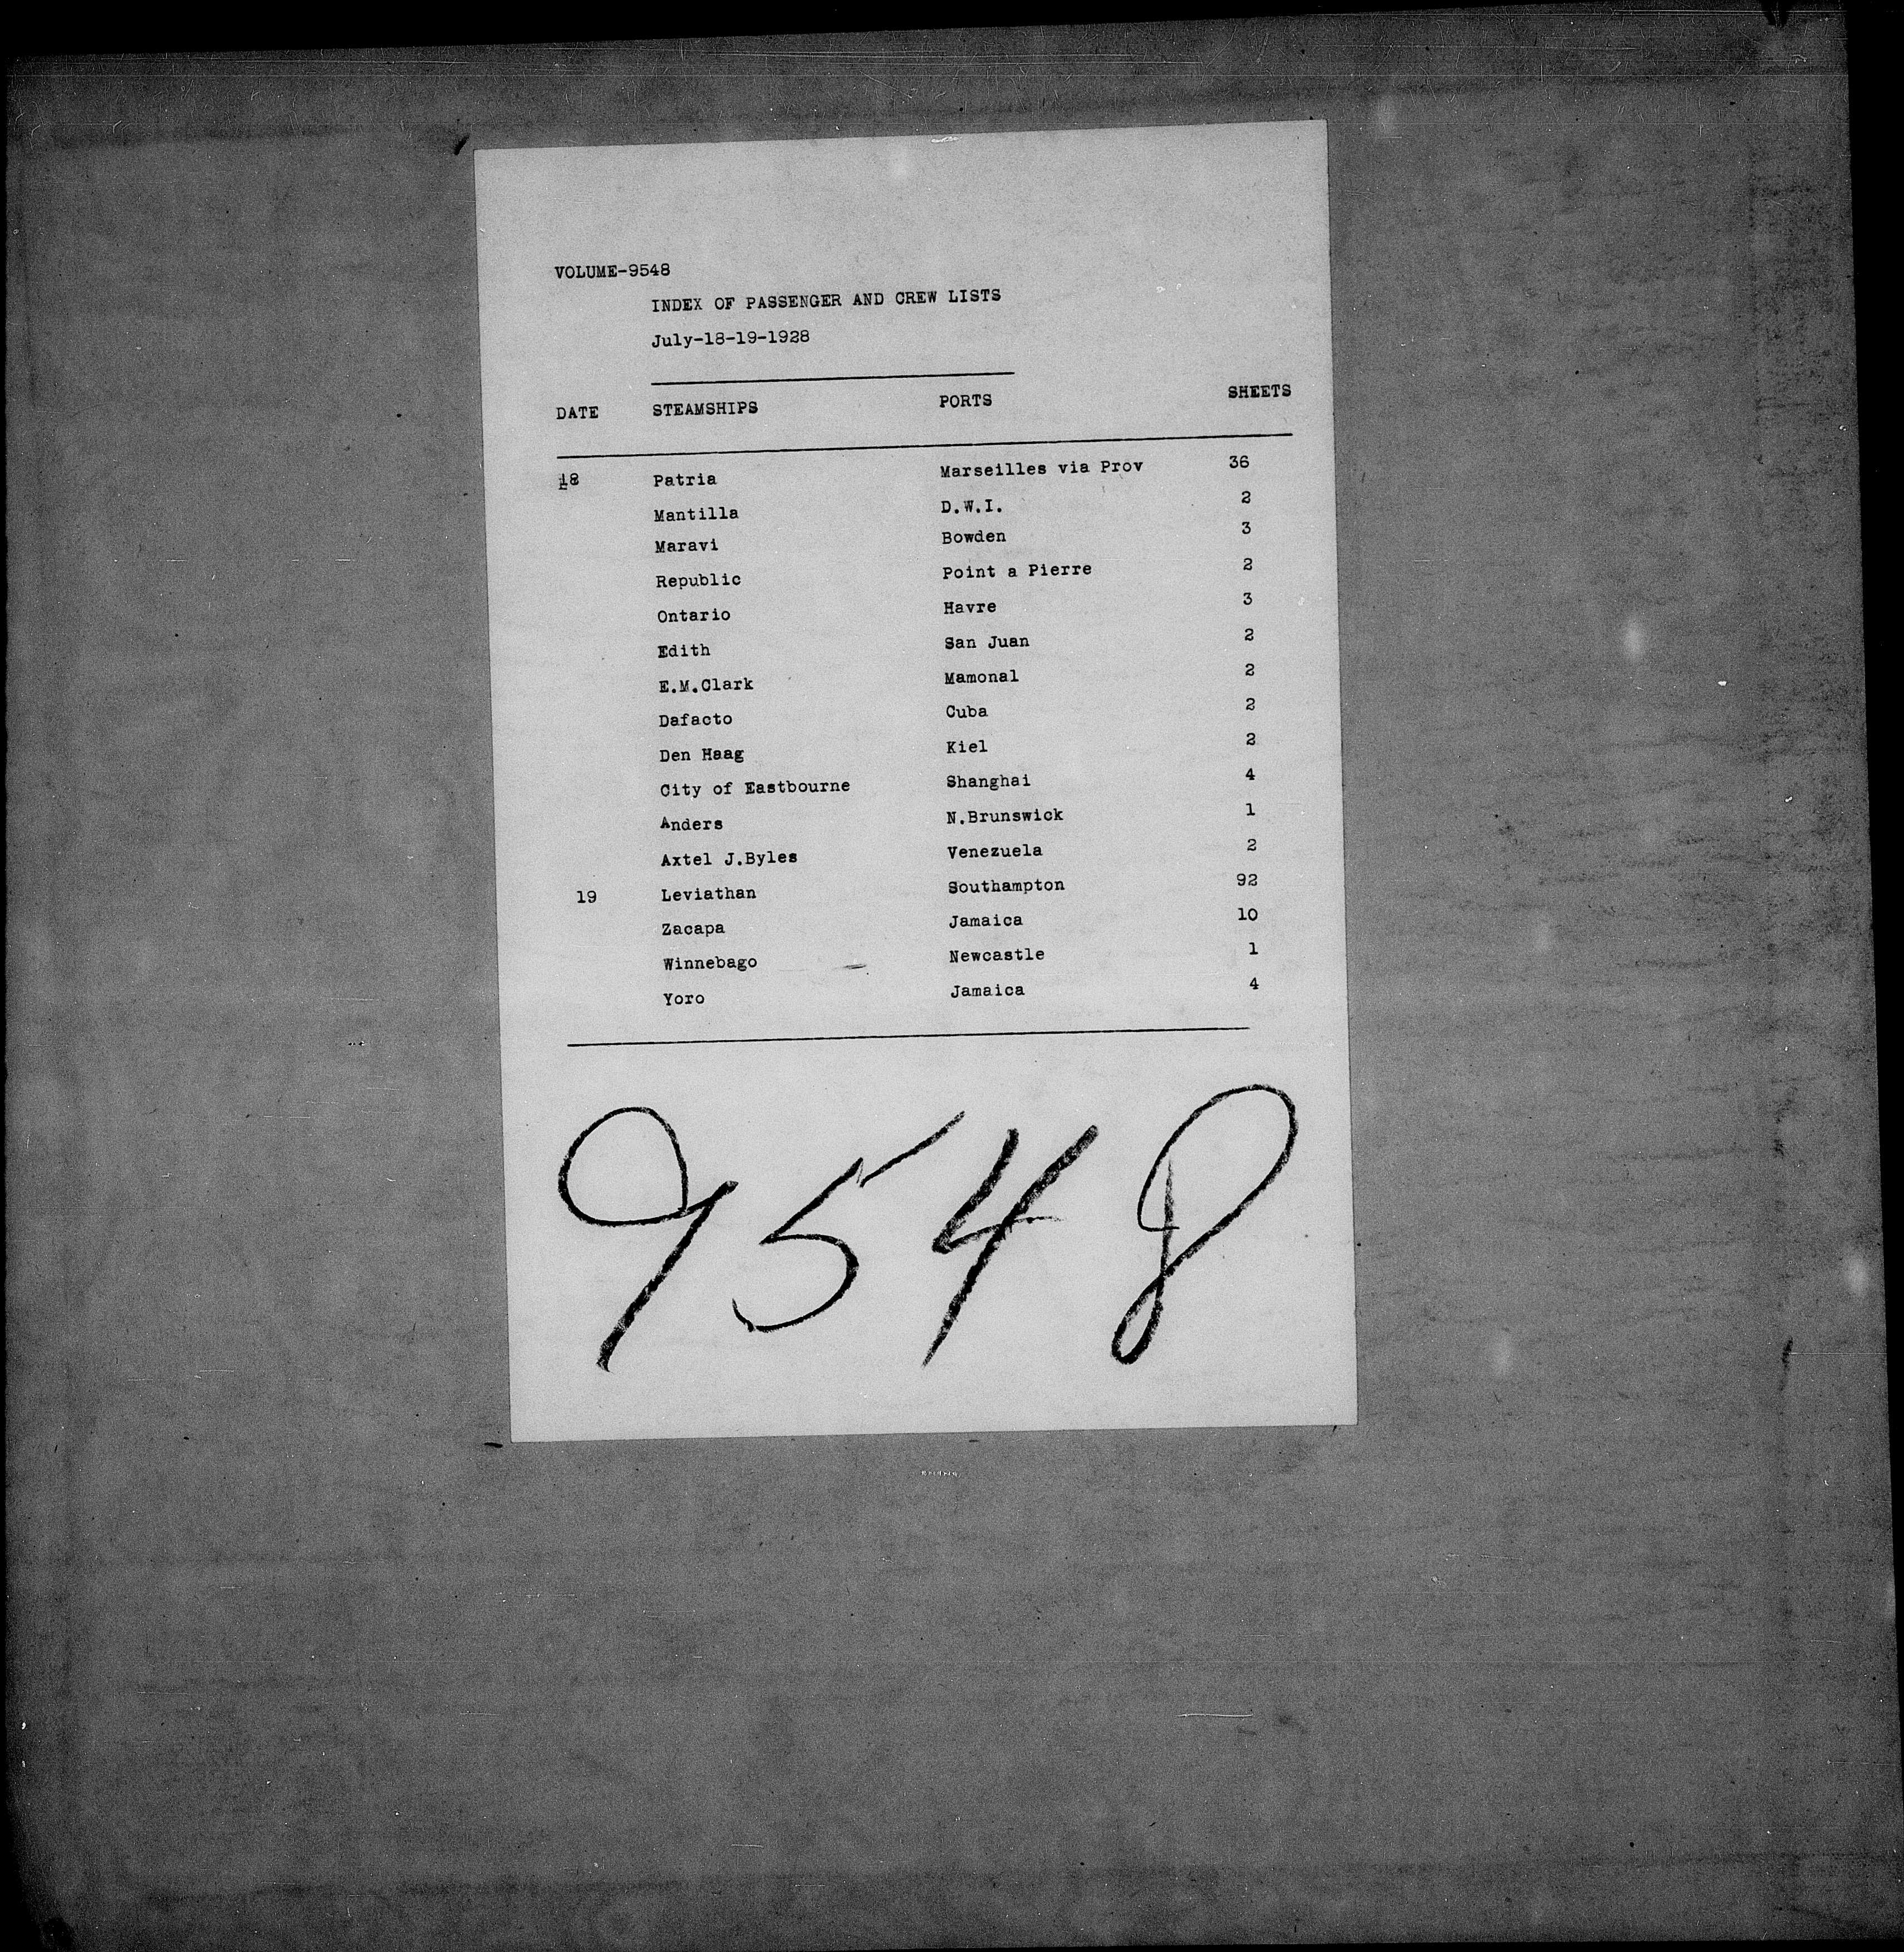 VOLUME-9548
INDEX OF PASSENGER AND CREW LISTS
July-18-19-1928
DATE STEAMSHIPS PORTS SHEETS
18 Patria Marseilles via Prov 36
Mantilla D.W.I. 2
Maravi Bowden 3
Republic Point a Pierre 2
Ontario Havre 3
Edith San Juan 2
E.M.Clark Mamonal 2
Dafacto Cuba 2
Den Haag Kiel 2
City of Eastbourne Shanghai 4
Anders N.Brunswick 1
Axtel J.Byles Venezuela 2
19 Leviathan Southampton 92
Zacapa Jamaica 10
Winnebago Newcastle 1
Yoro Jamaica 4
9548